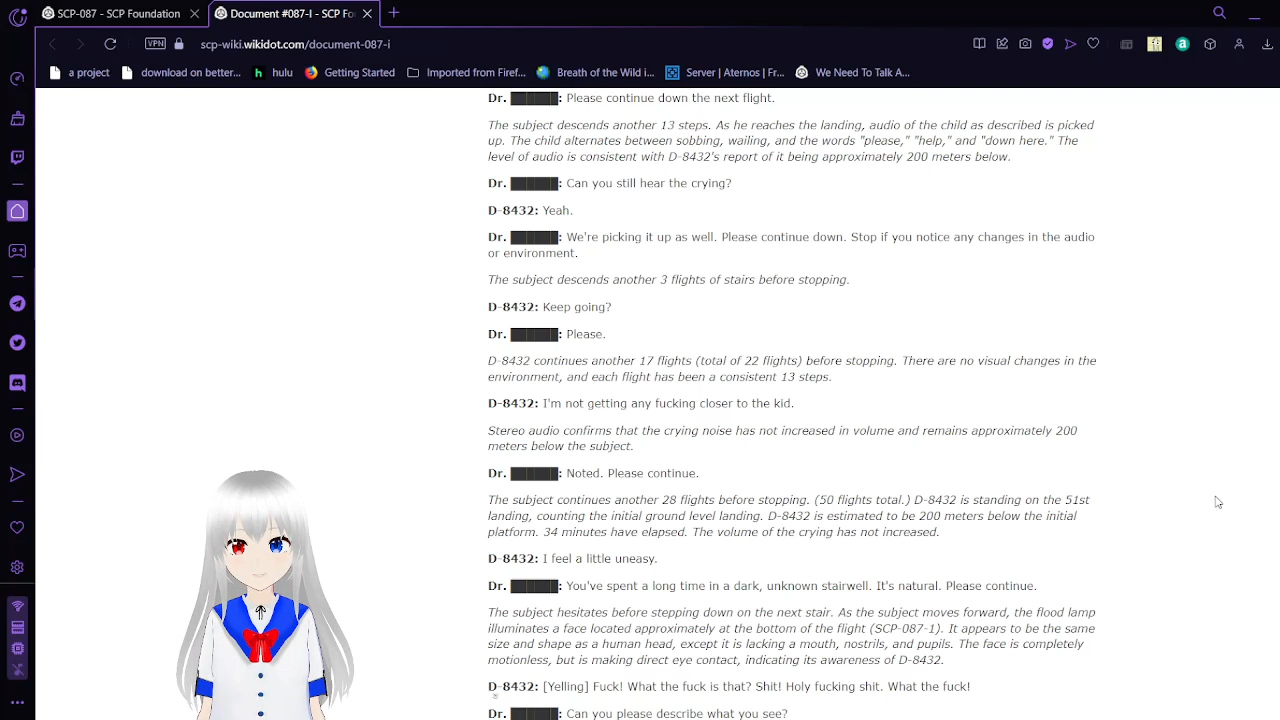 SCP-087 - SCP Foundation
Document #087-I - SCP Fo
VPN
scp-wiki.wikidot.com/document-087-i
a project
download on better...
hulu
Getting Started
Imported from Firef...
Breath of the Wild i...
Server | Aternos | Fr...
We Need To Talk A...
Dr. ██████: Please continue down the next flight.
The subject descends another 13 steps. As he reaches the landing, audio of the child as described is picked
up. The child alternates between sobbing, wailing, and the words "please," "help," and "down here." The
level of audio is consistent with D-8432's report of it being approximately 200 meters below.
Dr. ██████: Can you still hear the crying?
D-8432: Yeah.
Dr. ██████: We're picking it up as well. Please continue down. Stop if you notice any changes in the audio
or environment.
The subject descends another 3 flights of stairs before stopping.
D-8432: Keep going?
Dr. ██████: Please.
D-8432 continues another 17 flights (total of 22 flights) before stopping. There are no visual changes in the
environment, and each flight has been a consistent 13 steps.
D-8432: I'm not getting any fucking closer to the kid.
Stereo audio confirms that the crying noise has not increased in volume and remains approximately 200
meters below the subject.
Dr. ██████: Noted. Please continue.
The subject continues another 28 flights before stopping. (50 flights total.) D-8432 is standing on the 51st
landing, counting the initial ground level landing. D-8432 is estimated to be 200 meters below the initial
platform. 34 minutes have elapsed. The volume of the crying has not increased.
D-8432: I feel a little uneasy.
Dr. ██████: You've spent a long time in a dark, unknown stairwell. It's natural. Please continue.
The subject hesitates before stepping down on the next stair. As the subject moves forward, the flood lamp
illuminates a face located approximately at the bottom of the flight (SCP-087-1). It appears to be the same
size and shape as a human head, except it is lacking a mouth, nostrils, and pupils. The face is completely
motionless, but is making direct eye contact, indicating its awareness of D-8432.
D-8432: [Yelling] Fuck! What the fuck is that? Shit! Holy fucking shit. What the fuck!
Dr. ██████: Can you please describe what you see?